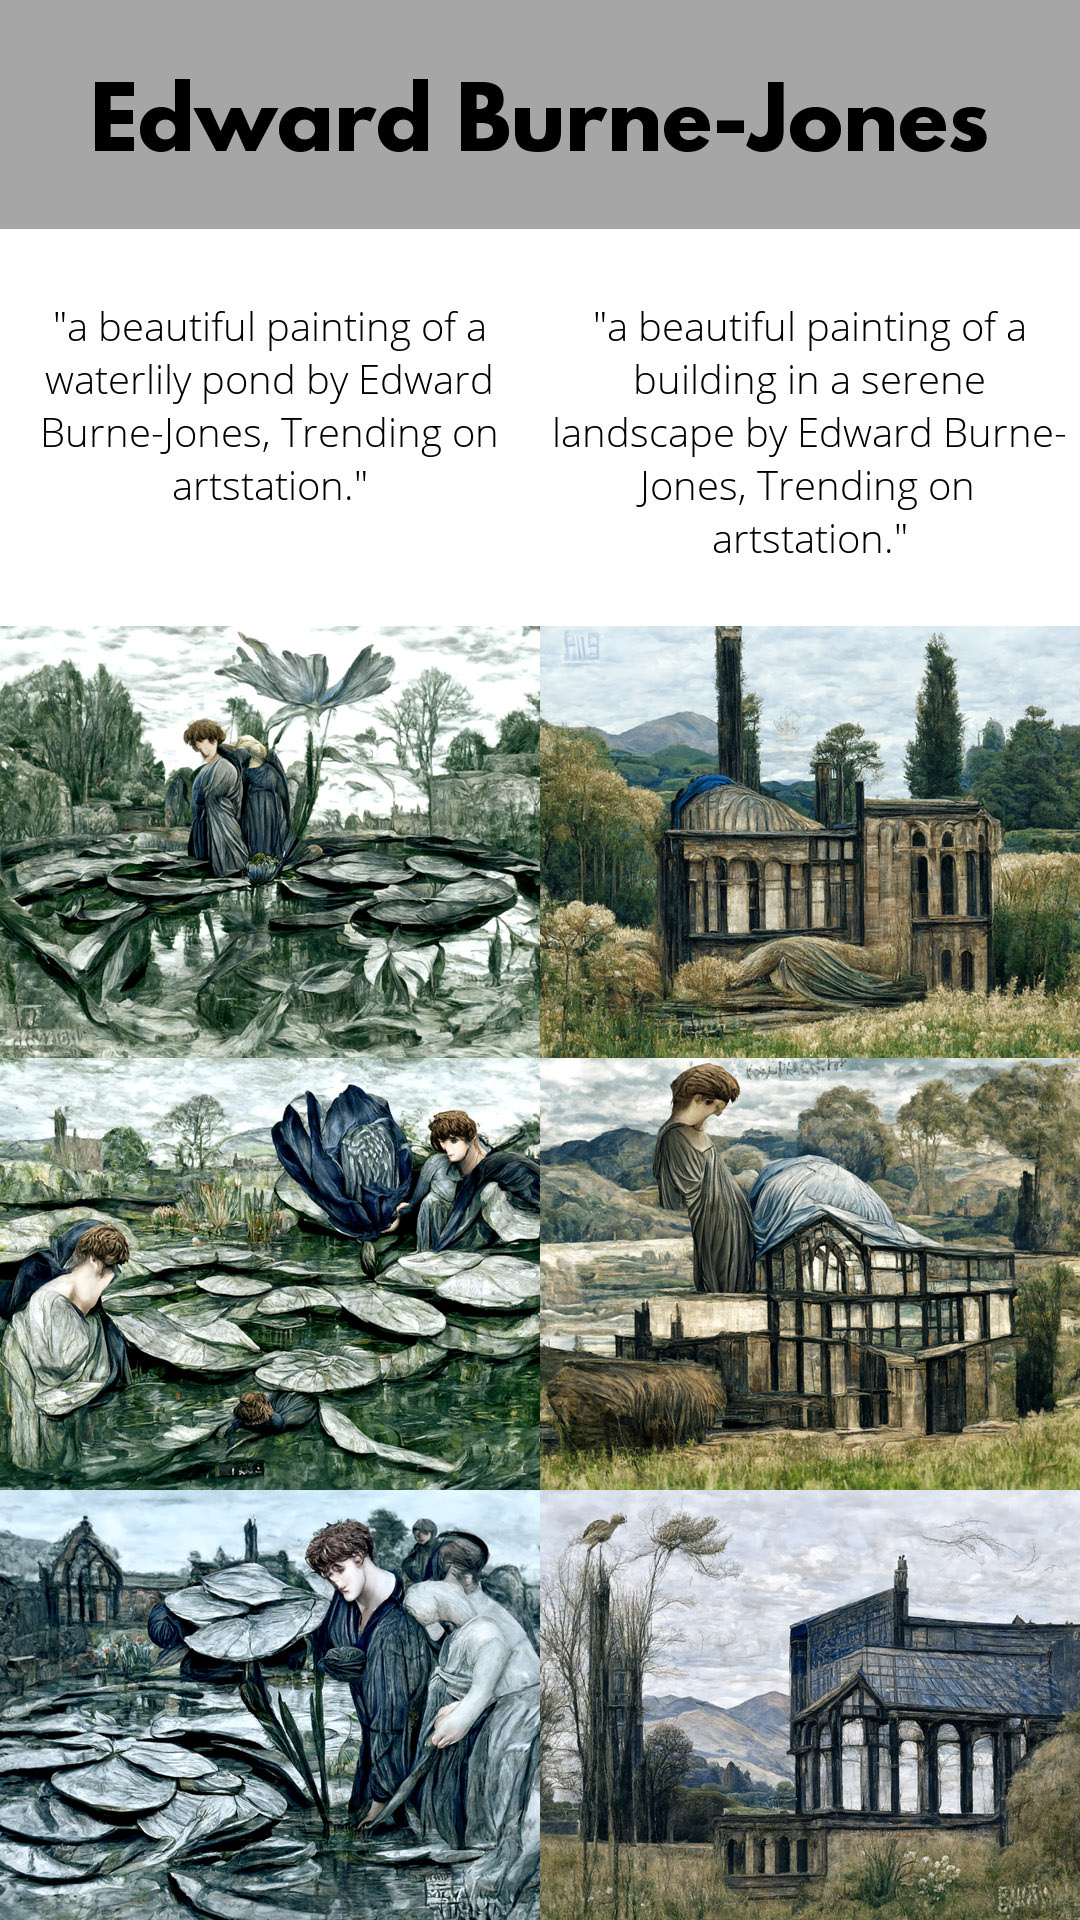 Edward Burne-Jones
"a beautiful painting of a
waterlily pond by Edward
Burne-Jones, Trending on
artstation."
"a beautiful painting of a
building in a serene
landscape by Edward Burne-
Jones, Trending on
artstation."